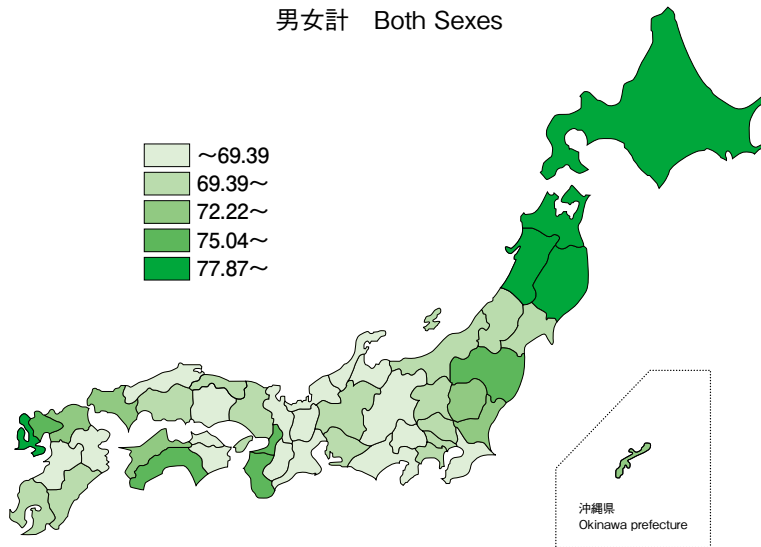 男女計　Both Sexes
～69.39
69.39～
72.22～
75.04～
77.87～
沖縄県
Okinawa prefecture